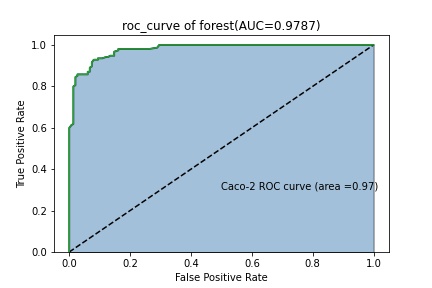 roc_curve of forest(AUC=0.9787)
1.0
0.8
0.6
0.4
0.2
0.0
True Positive Rate
Caco-2 ROC curve (area =0.97)
0.0 0.2 0.4 0.6 0.8 1.0
False Positive Rate